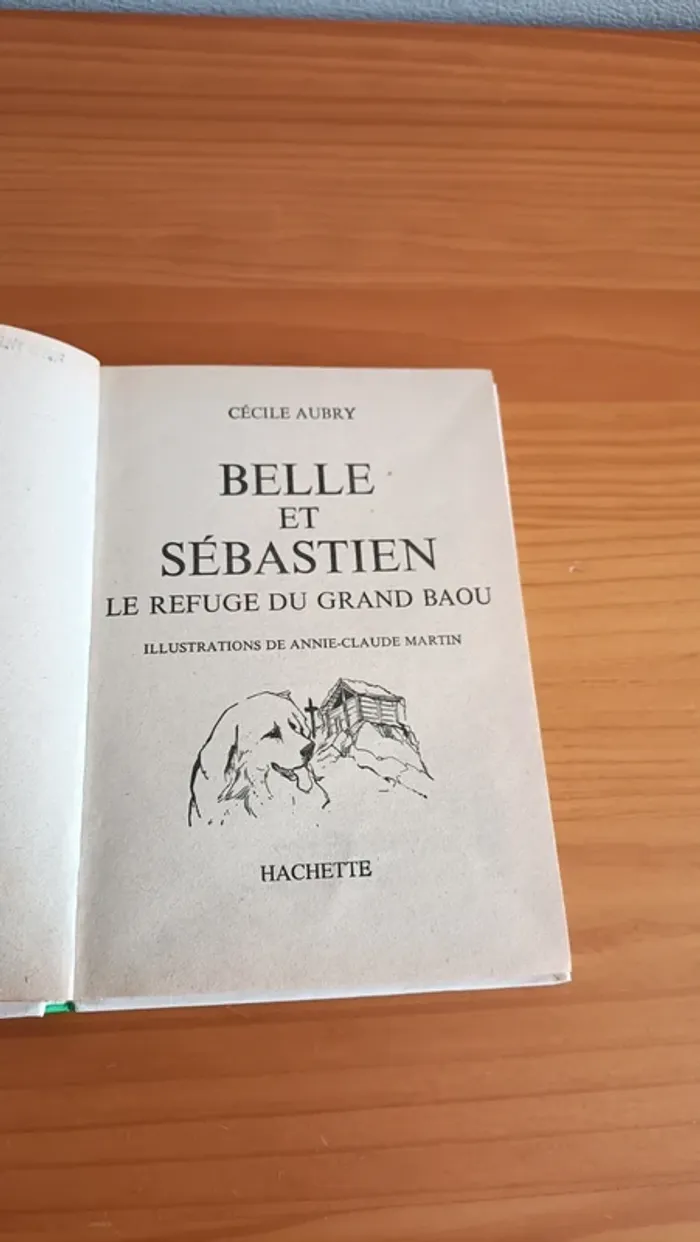 CÉCILE AUBRY
BELLE
ET
SÉBASTIEN
LE REFUGE DU GRAND BAOU
ILLUSTRATIONS DE ANNIE-CLAUDE MARTIN
HACHETTE